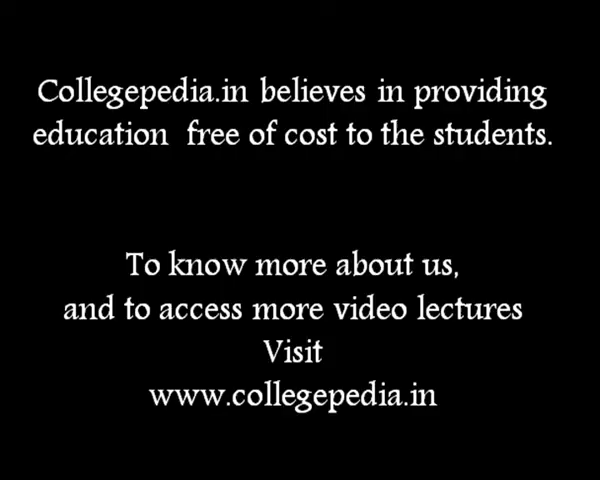 Collegepedia.in believes in providing
education free of cost to the students.
To know more about us,
and to access more video lectures
Visit
www.collegepedia.in